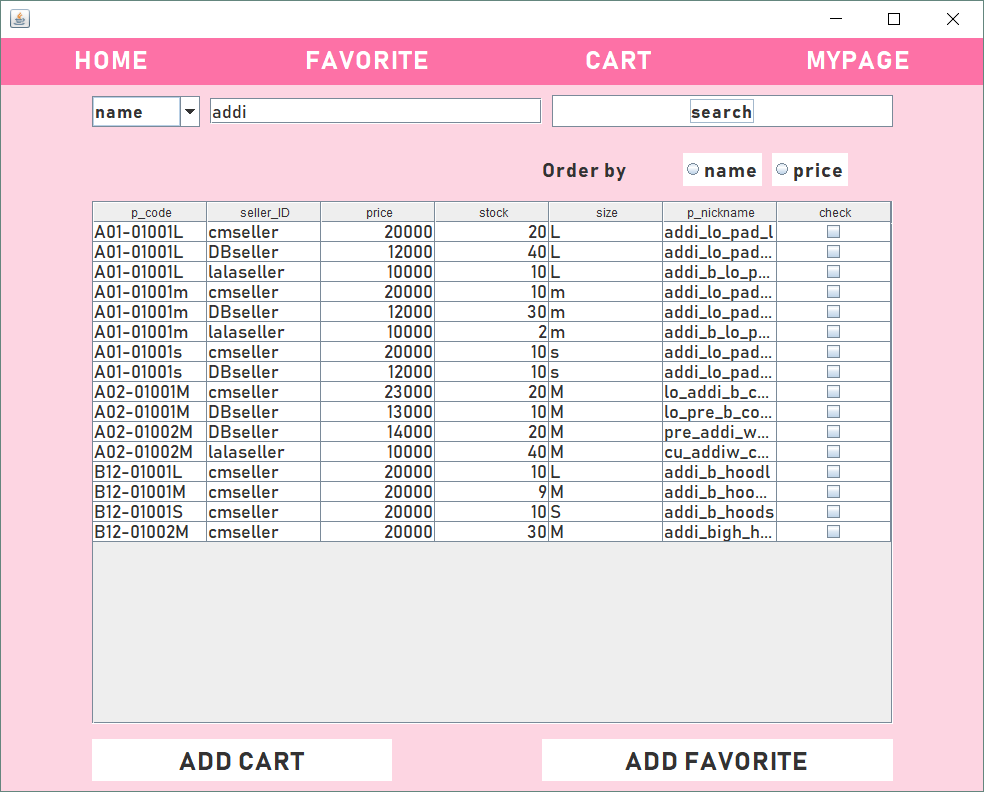 HOME FAVORITE CART MYPAGE
name addi search
Order by name price
p_code seller_ID price stock size p_nickname check
A01-01001L cmseller 20000 20 L addi_lo_pad_l
A01-01001L DBseller 12000 40 L addi_lo_pad...
A01-01001L lalaseller 10000 10 L addi_b_lo_p...
A01-01001m cmseller 20000 10 m addi_lo_pad...
A01-01001m DBseller 12000 30 m addi_lo_pad...
A01-01001m lalaseller 10000 2 m addi_b_lo_p...
A01-01001s cmseller 20000 10 s addi_lo_pad...
A01-01001s DBseller 12000 10 s addi_lo_pad...
A02-01001M cmseller 23000 20 M lo_addi_b_c...
A02-01001M DBseller 13000 10 M lo_pre_b_co...
A02-01002M DBseller 14000 20 M pre_addi_w...
A02-01002M lalaseller 10000 40 M cu_addiw_c...
B12-01001L cmseller 20000 10 L addi_b_hoodl
B12-01001M cmseller 20000 9 M addi_b_hoo...
B12-01001S cmseller 20000 10 S addi_b_hoods
B12-01002M cmseller 20000 30 M addi_bigh_h...
ADD CART ADD FAVORITE